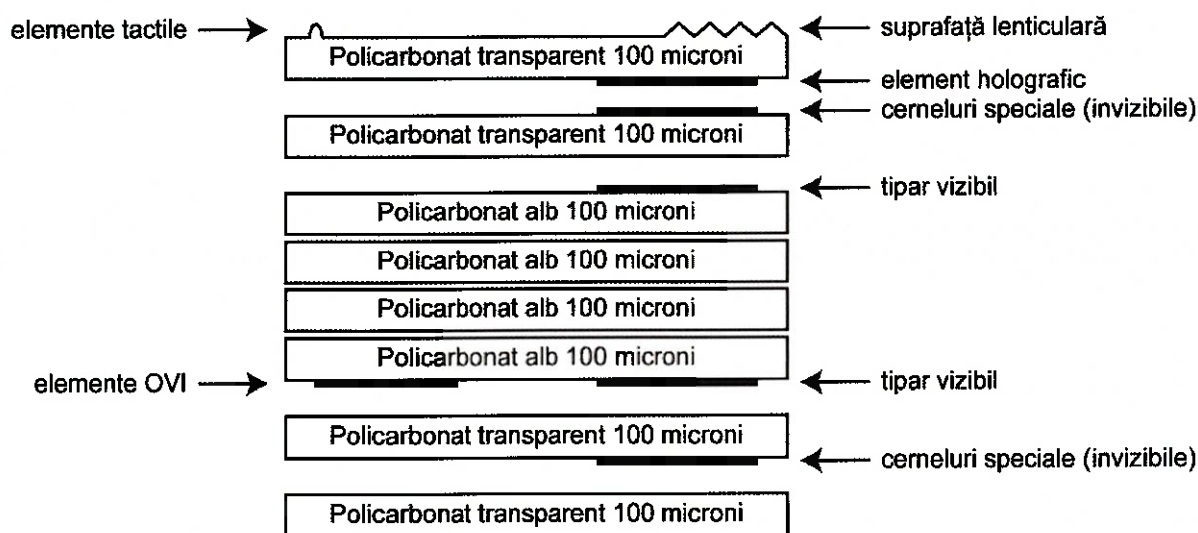 elemente tactile
suprafață lenticulară
Policarbonat transparent 100 microni
element holografic
cerneluri speciale (invizibile)
Policarbonat transparent 100 microni
tipar vizibil
Policarbonat alb 100 microni
Policarbonat alb 100 microni
Policarbonat alb 100 microni
Policarbonat alb 100 microni
elemente OVI
tipar vizibil
Policarbonat transparent 100 microni
cerneluri speciale (invizibile)
Policarbonat transparent 100 microni